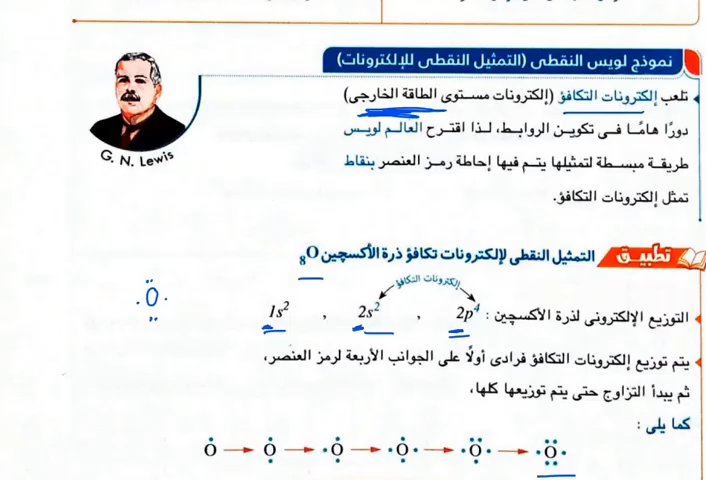 نموذج لويس النقطى (التمثيل النقطى للإلكترونات)
تلعب إلكترونات التكافؤ (إلكترونات مستوى الطاقة الخارجى)
دورًا هامًا فى تكوين الروابط، لذا اقترح العالم لويس
طريقة مبسطة لتمثيلها يتم فيها إحاطة رمز العنصر بنقاط
تمثل إلكترونات التكافؤ.
G. N. Lewis
تطبيق التمثيل النقطى لإلكترونات تكافؤ ذرة الأكسچين ₈O
إلكترونات التكافؤ
التوزيع الإلكترونى لذرة الأكسچين : 1s² , 2s² , 2p⁴
O
يتم توزيع إلكترونات التكافؤ فرادى أولًا على الجوانب الأربعة لرمز العنصر،
ثم يبدأ التزاوج حتى يتم توزيعها كلها،
كما يلى :
O → O → O → O → O → O